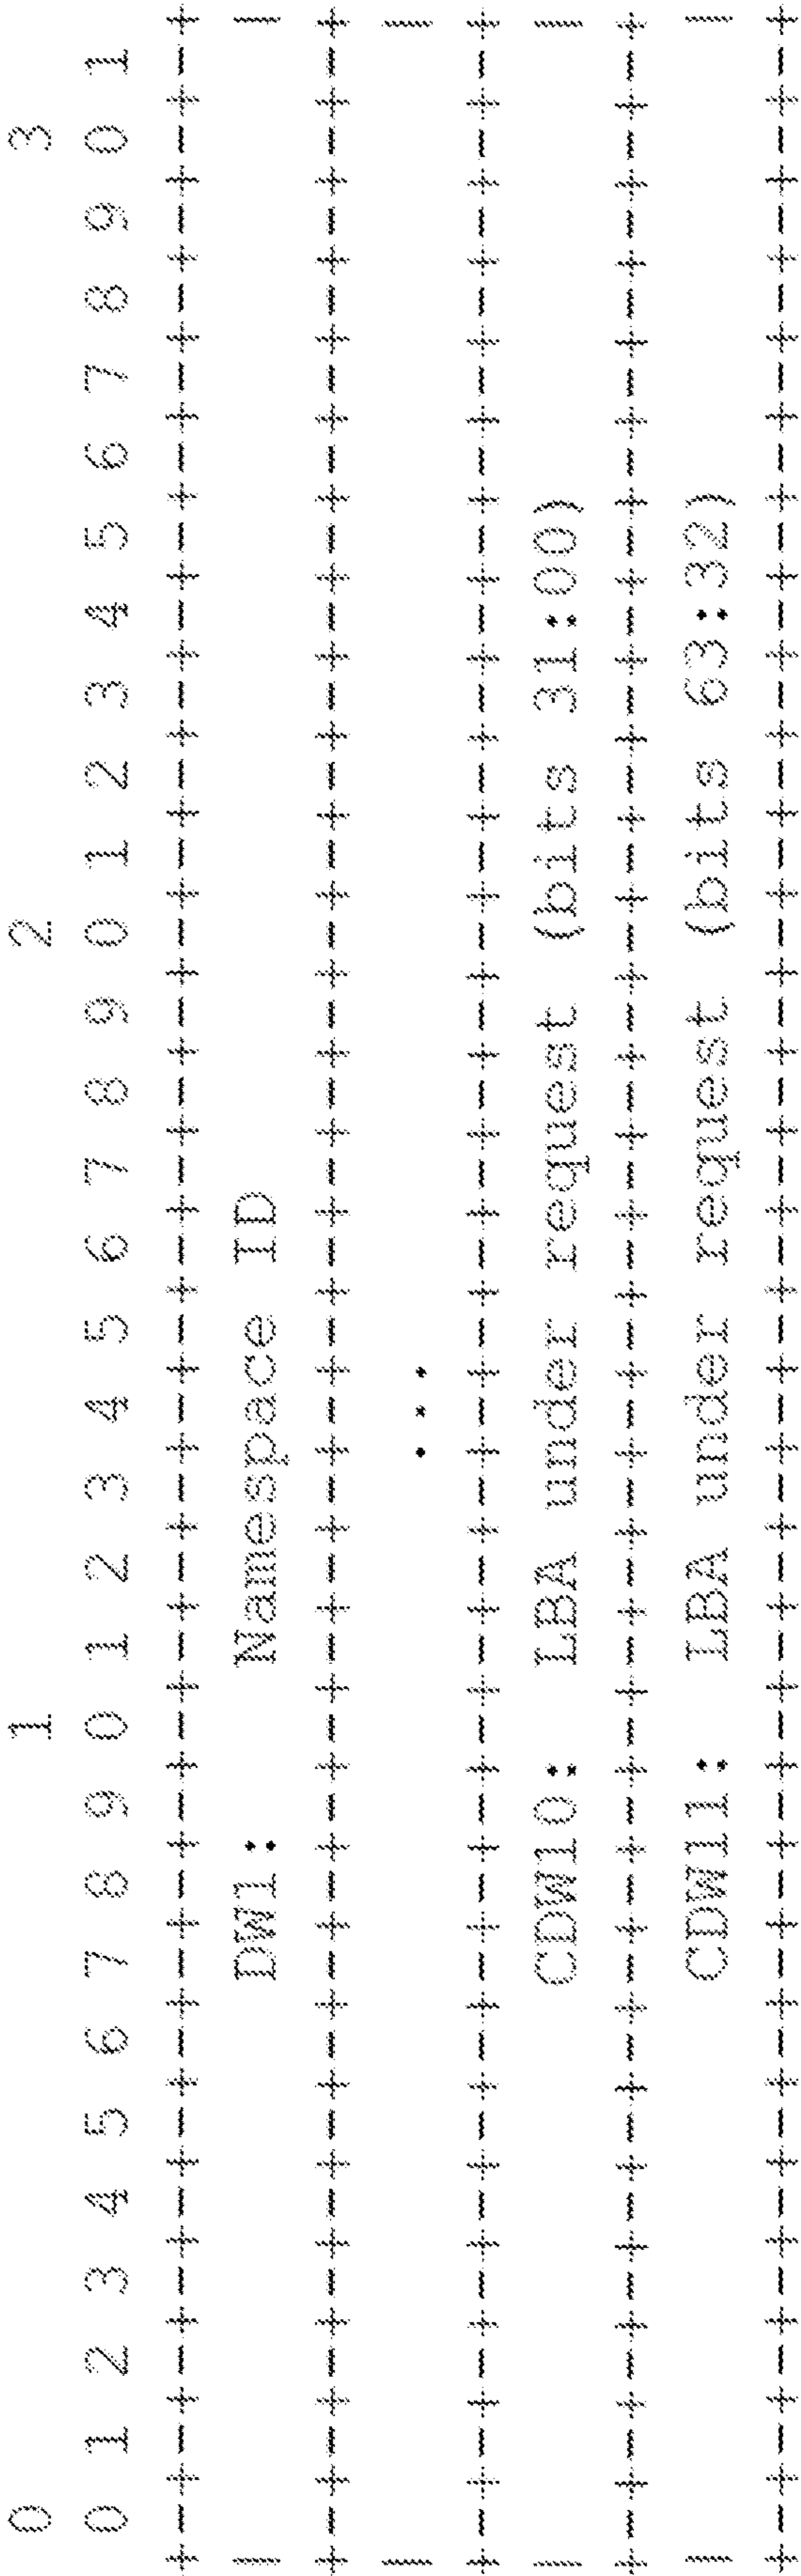 0                   1                   2                   3
 0 1 2 3 4 5 6 7 8 9 0 1 2 3 4 5 6 7 8 9 0 1 2 3 4 5 6 7 8 9 0 1
+-+-+-+-+-+-+-+-+-+-+-+-+-+-+-+-+-+-+-+-+-+-+-+-+-+-+-+-+-+-+-+-+
|              DW1:    Namespace ID                             |
+-+-+-+-+-+-+-+-+-+-+-+-+-+-+-+-+-+-+-+-+-+-+-+-+-+-+-+-+-+-+-+-+
|                           ...                                 |
+-+-+-+-+-+-+-+-+-+-+-+-+-+-+-+-+-+-+-+-+-+-+-+-+-+-+-+-+-+-+-+-+
|              CDW10:  LBA under request (bits 31:00)           |
+-+-+-+-+-+-+-+-+-+-+-+-+-+-+-+-+-+-+-+-+-+-+-+-+-+-+-+-+-+-+-+-+
|              CDW11:  LBA under request (bits 63:32)           |
+-+-+-+-+-+-+-+-+-+-+-+-+-+-+-+-+-+-+-+-+-+-+-+-+-+-+-+-+-+-+-+-+